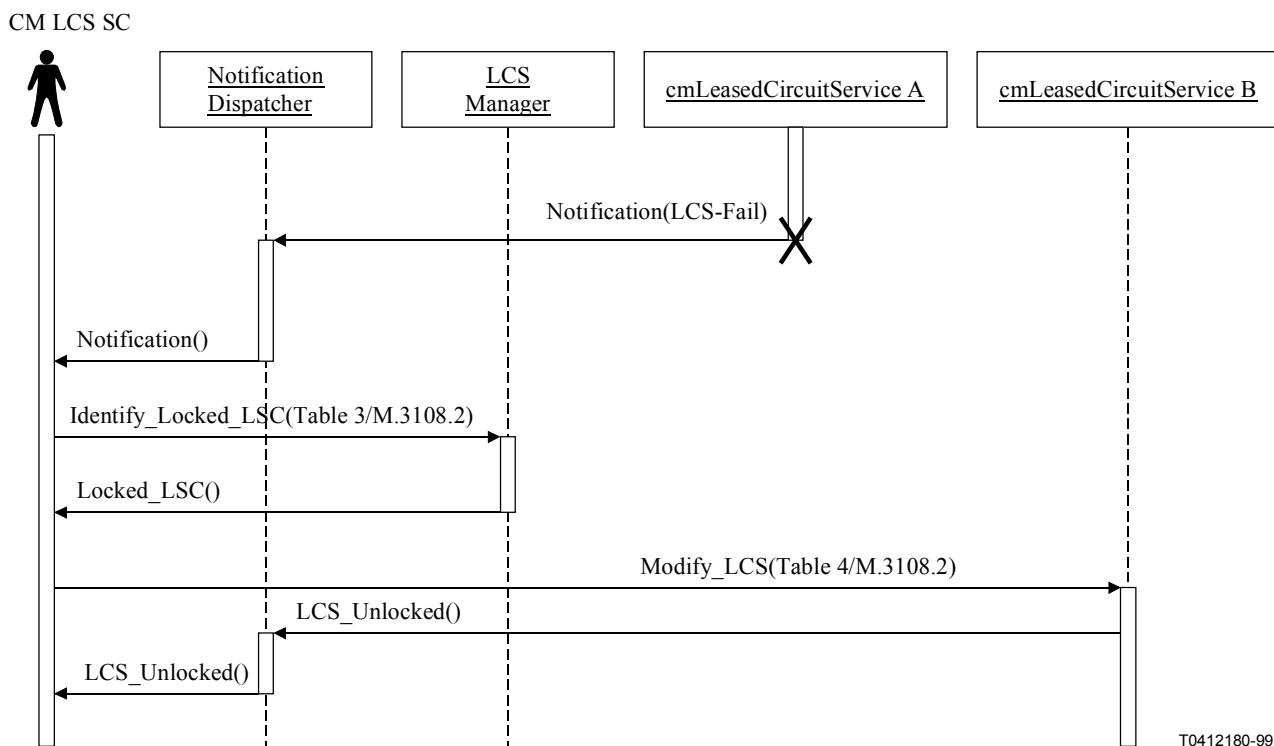 CM LCS SC
Notification
Dispatcher
LCS
Manager
cmLeasedCircuitService A
cmLeasedCircuitService B
Notification(LCS-Fail)
Notification()
Identify_Locked_LSC(Table 3/M.3108.2)
Locked_LSC()
Modify_LCS(Table 4/M.3108.2)
LCS_Unlocked()
LCS_Unlocked()
T0412180-99